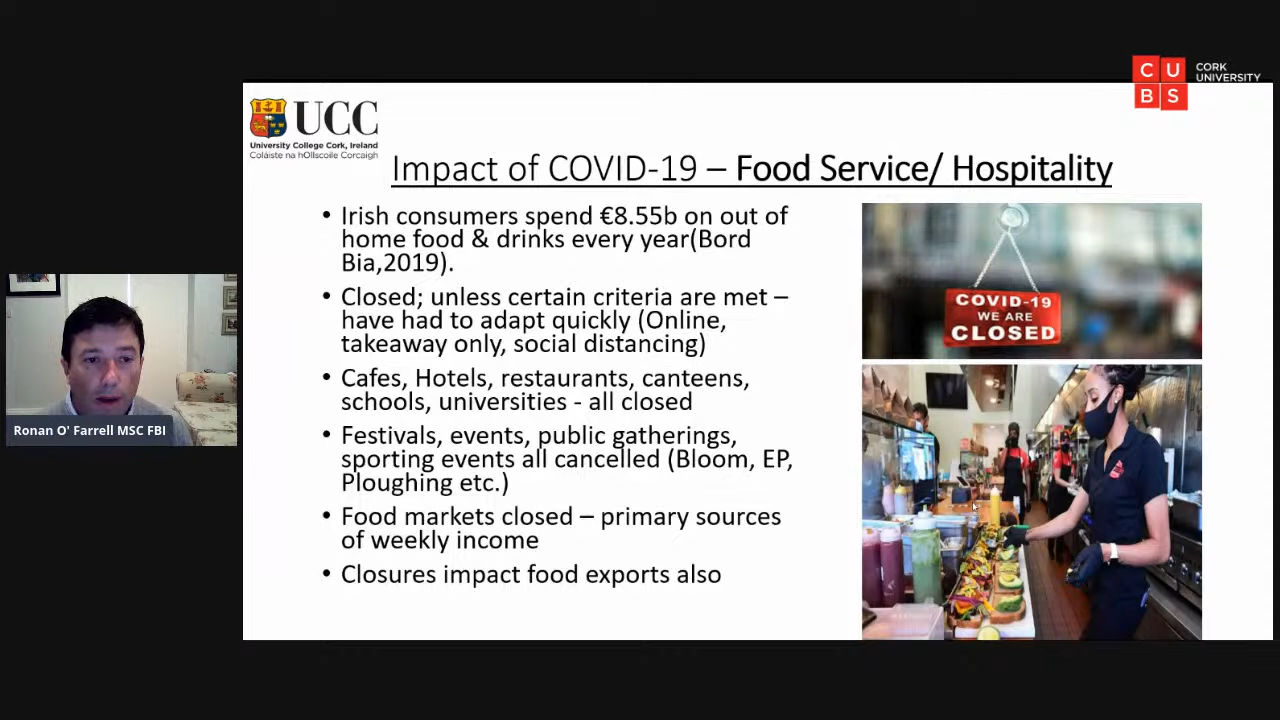 CU
BS
CORK
UNIVERSITY
UCC
University College Cork, Ireland
Coláiste na hOllscoile Corcaigh
Impact of COVID-19 – Food Service/ Hospitality
• Irish consumers spend €8.55b on out of
home food & drinks every year(Bord
Bia,2019).
• Closed; unless certain criteria are met –
have had to adapt quickly (Online,
takeaway only, social distancing)
• Cafes, Hotels, restaurants, canteens,
schools, universities - all closed
• Festivals, events, public gatherings,
sporting events all cancelled (Bloom, EP,
Ploughing etc.)
• Food markets closed – primary sources
of weekly income
• Closures impact food exports also
COVID-19
WE ARE
CLOSED
Ronan O' Farrell MSC FBI